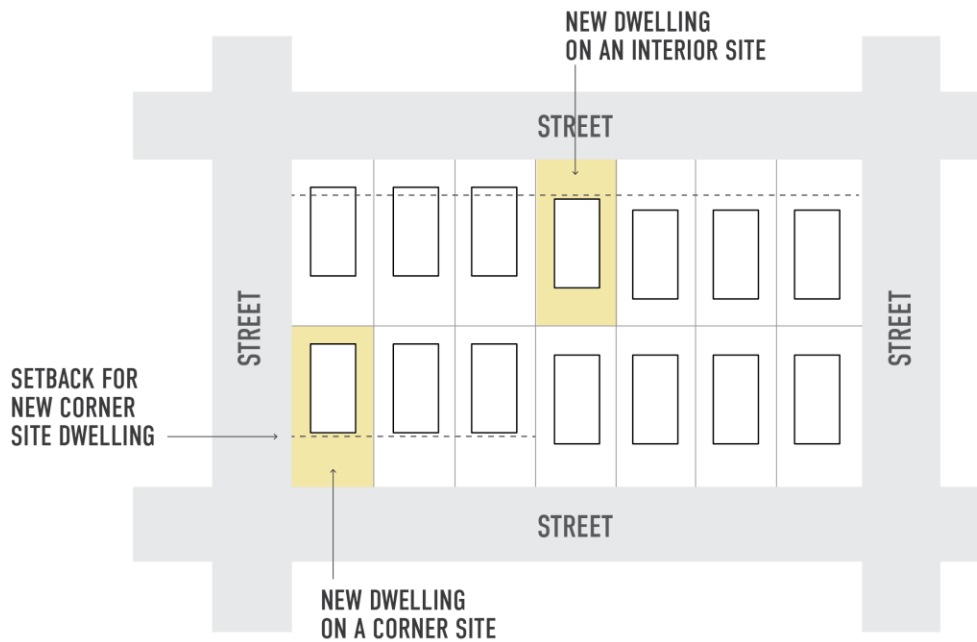 NEW DWELLING
ON AN INTERIOR SITE
STREET
STREET
STREET
SETBACK FOR
NEW CORNER
SITE DWELLING
STREET
NEW DWELLING
ON A CORNER SITE